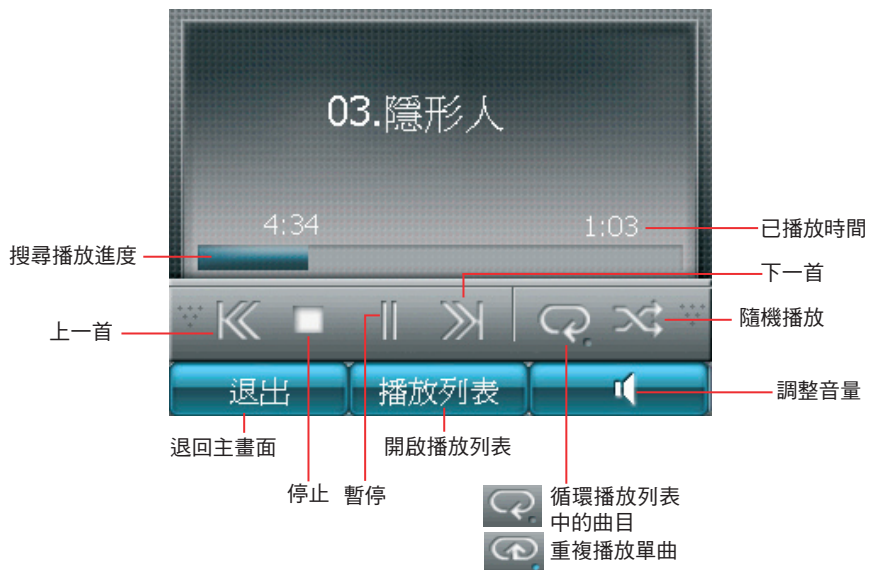 03.隱形人
4:34
1:03
已播放時間
搜尋播放進度
下一首
上一首
隨機播放
退出
播放列表
調整音量
退回主畫面
開啟播放列表
停止
暫停
循環播放列表
中的曲目
重複播放單曲